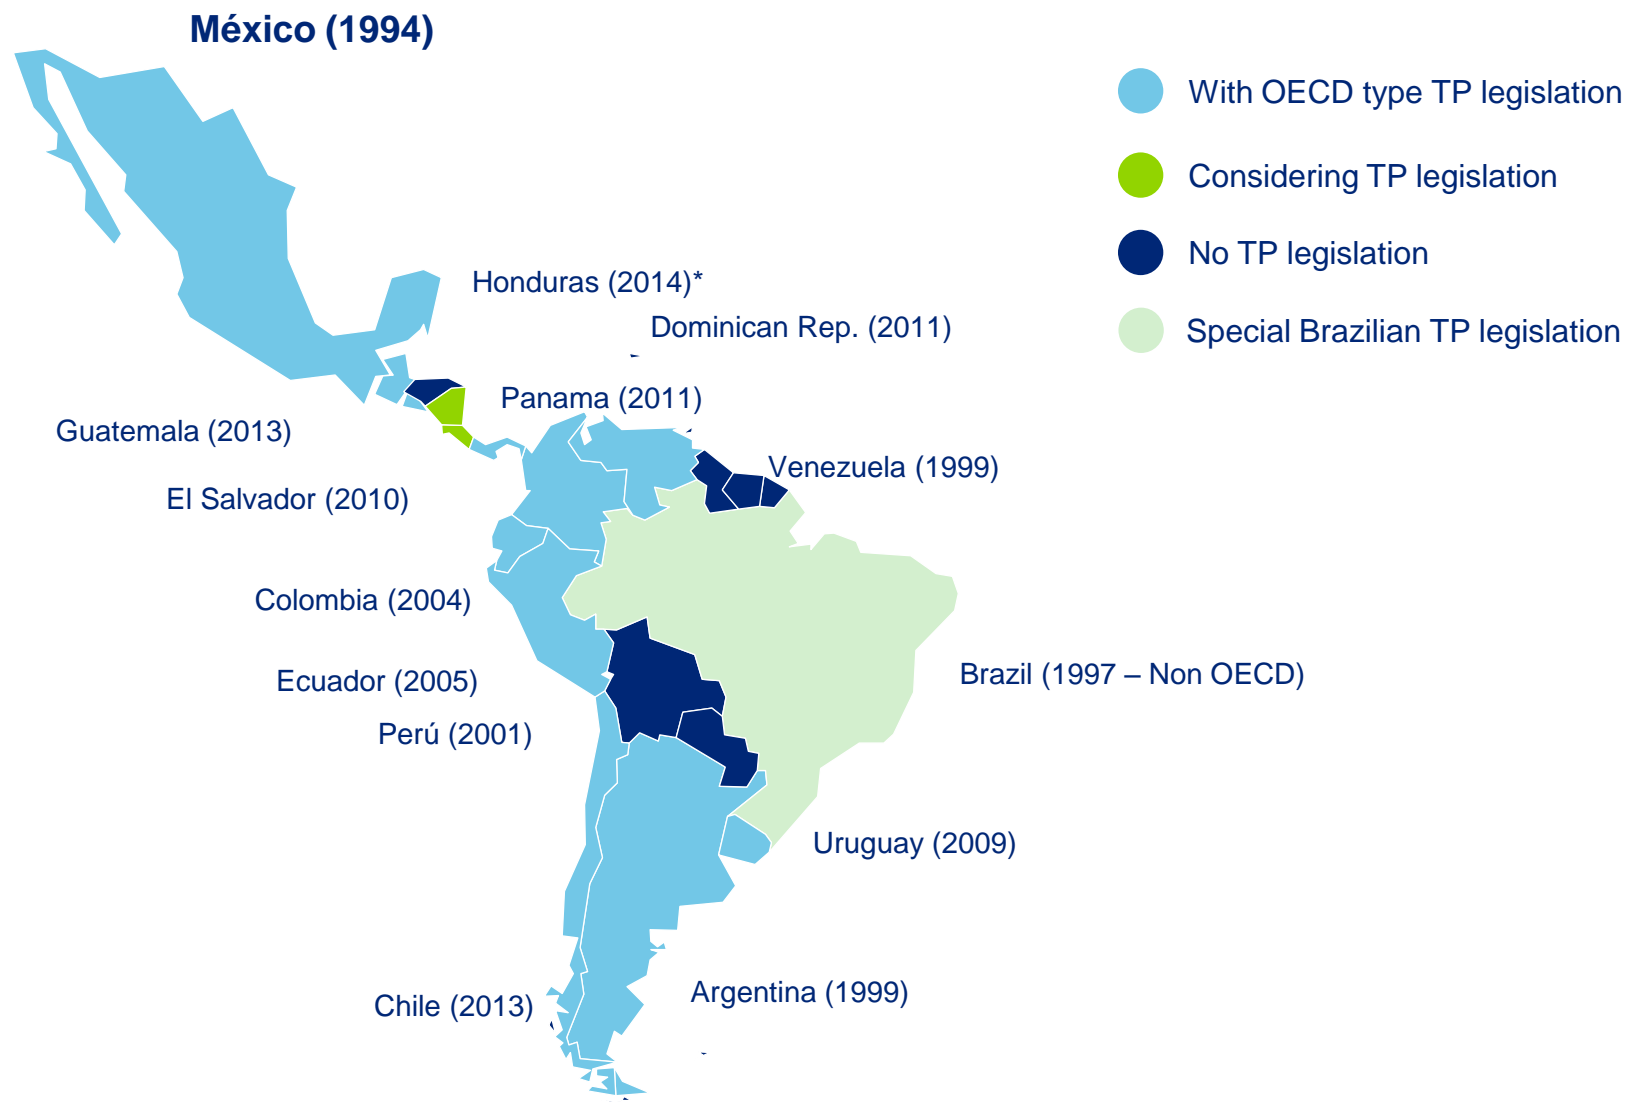 México (1994)
With OECD type TP legislation
Considering TP legislation
No TP legislation
Special Brazilian TP legislation
Honduras (2014)*
Dominican Rep. (2011)
Panama (2011)
Guatemala (2013)
Venezuela (1999)
El Salvador (2010)
Colombia (2004)
Ecuador (2005)
Brazil (1997 – Non OECD)
Perú (2001)
Uruguay (2009)
Argentina (1999)
Chile (2013)